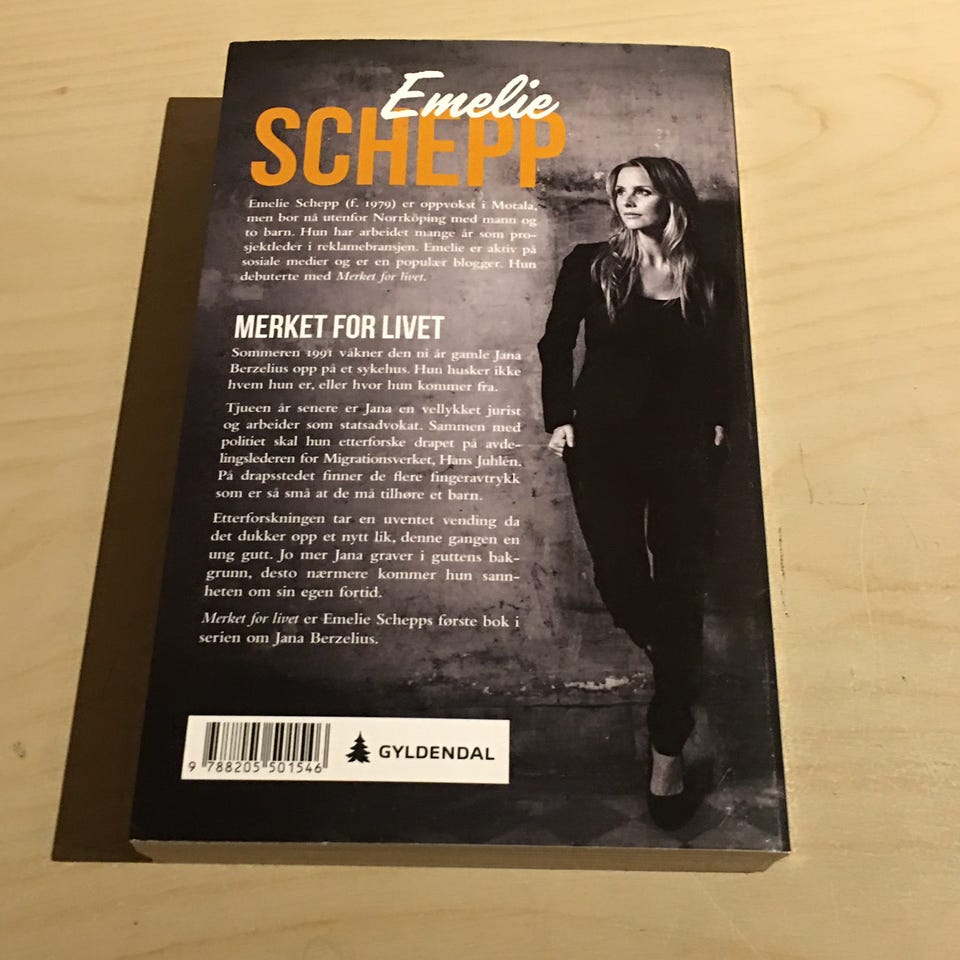 Emelie
SCHEPP
Emelie Schepp (f. 1979) er oppvokst i Motala,
men bor nå utenfor Norrköping med mann og
to barn. Hun har arbeidet mange år som pro-
sjektleder i reklamebransjen. Emelie er aktiv på
sosiale medier og er en populær blogger. Hun
debuterte med Merket for livet.
MERKET FOR LIVET
Sommeren 1991 våkner den ni år gamle Jana
Berzelius opp på et sykehus. Hun husker ikke
hvem hun er, eller hvor hun kommer fra.
Tjueen år senere er Jana en vellykket jurist
og arbeider som statsadvokat. Sammen med
politiet skal hun etterforske drapet på avde-
lingslederen for Migrationsverket, Hans Juhlén.
På drapsstedet finner de flere fingeravtrykk
som er så små at de må tilhøre et barn.
Etterforskningen tar en uventet vending da
det dukker opp et nytt lik, denne gangen en
ung gutt. Jo mer Jana graver i guttens bak-
grunn, desto nærmere kommer hun sann-
heten om sin egen fortid.
Merket for livet er Emelie Schepps første bok i
serien om Jana Berzelius.
9 788205 501546
GYLDENDAL